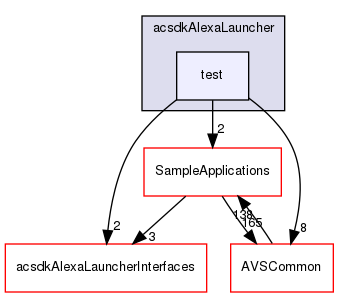 acsdkAlexaLauncher
test
2
SampleApplications
138
165
2
3
8
acsdkAlexaLauncherInterfaces
AVSCommon